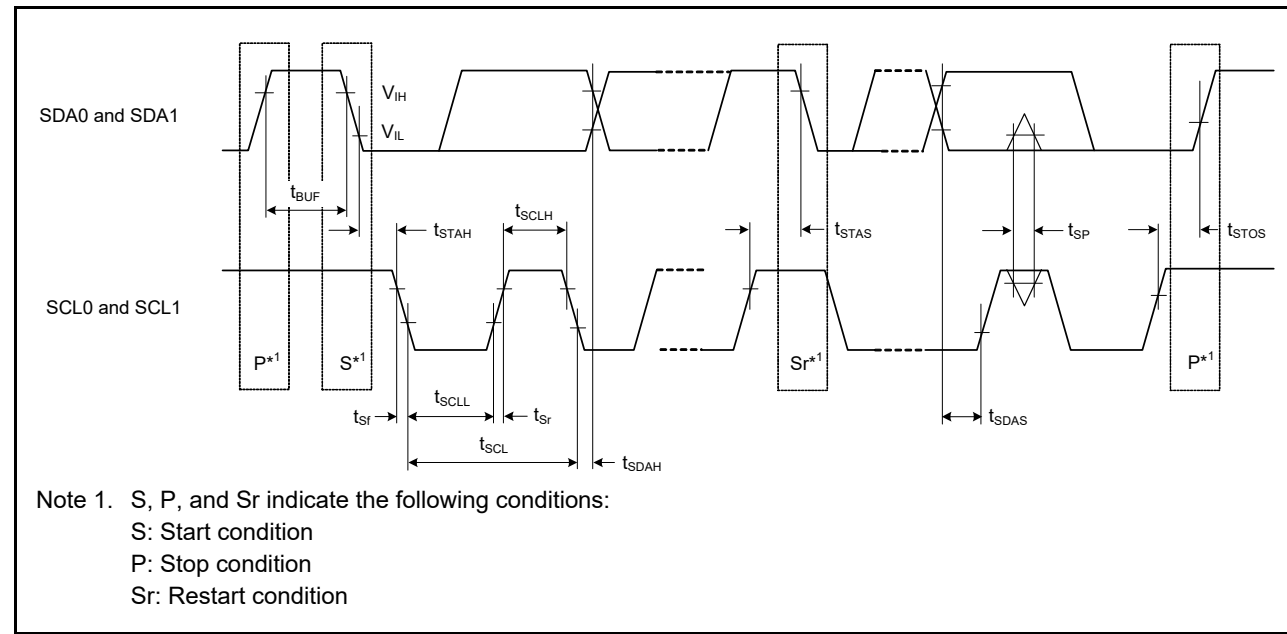 SDA0 and SDA1
VIH
VIL
tBUF
tSTAH
tSCLH
tSTAS
tSP
tSTOS
SCL0 and SCL1
P*1
S*1
Sr*1
P*1
tSf
tSCLL
tSr
tSDAS
tSCL
tSDAH
Note 1. S, P, and Sr indicate the following conditions:
S: Start condition
P: Stop condition
Sr: Restart condition